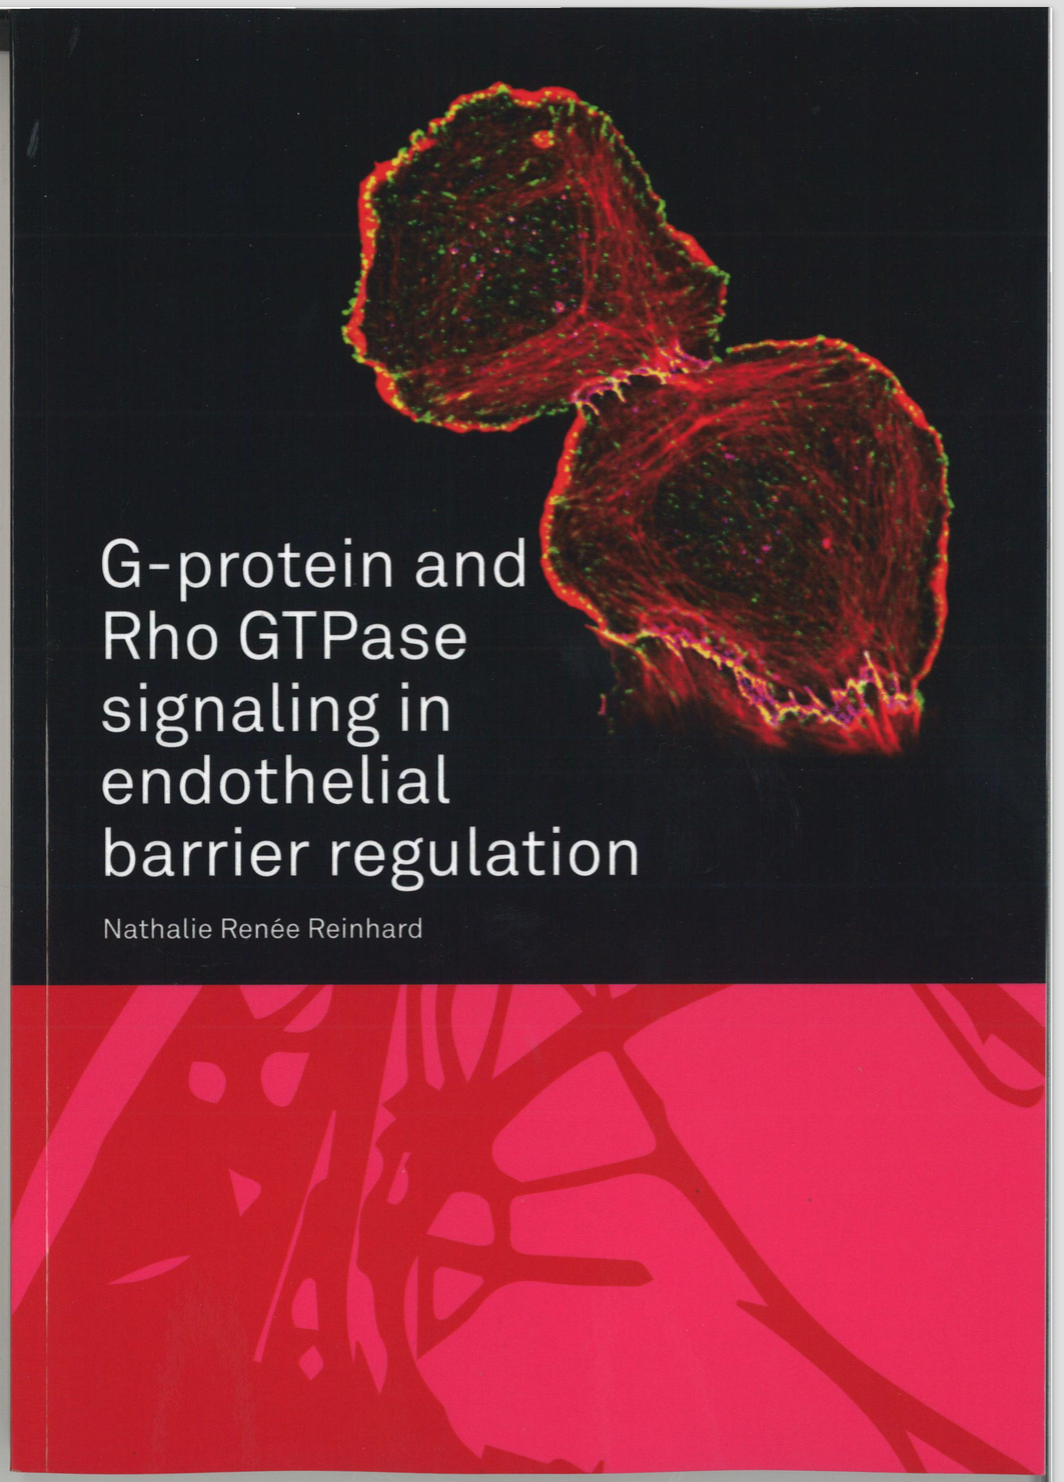 G-protein and
Rho GTPase
signaling in
endothelial
barrier regulation
Nathalie Renée Reinhard